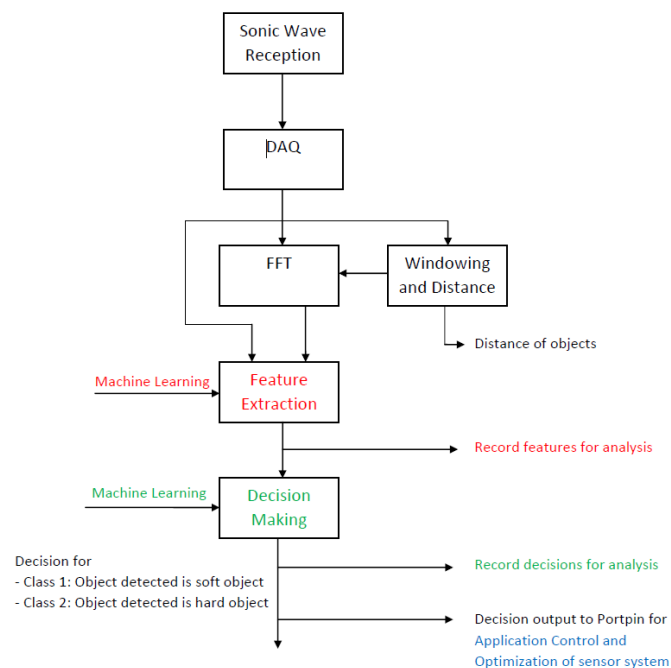 Sonic Wave
Reception
DAQ
FFT
Windowing
and Distance
Distance of objects
Machine Learning
Feature
Extraction
Record features for analysis
Machine Learning
Decision
Making
Decision for
- Class 1: Object detected is soft object
- Class 2: Object detected is hard object
Record decisions for analysis
Decision output to Portpin for
Application Control and
Optimization of sensor system